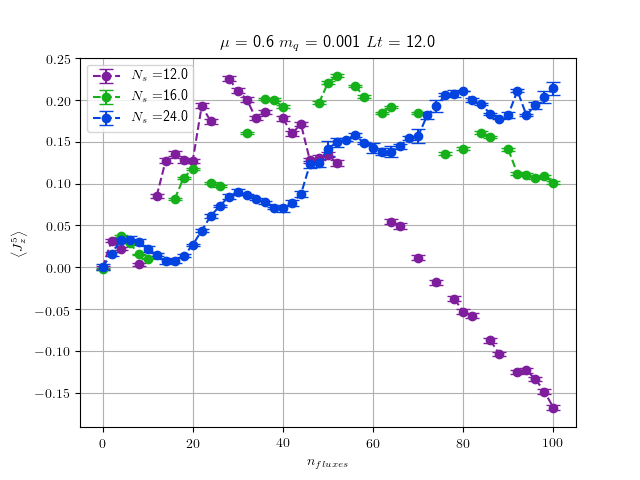 μ = 0.6 m_q = 0.001 Lt = 12.0
N_s =12.0
N_s =16.0
N_s =24.0
⟨J_z^5⟩
0.25
0.20
0.15
0.10
0.05
0.00
−0.05
−0.10
−0.15
0 20 40 60 80 100
n_fluxes